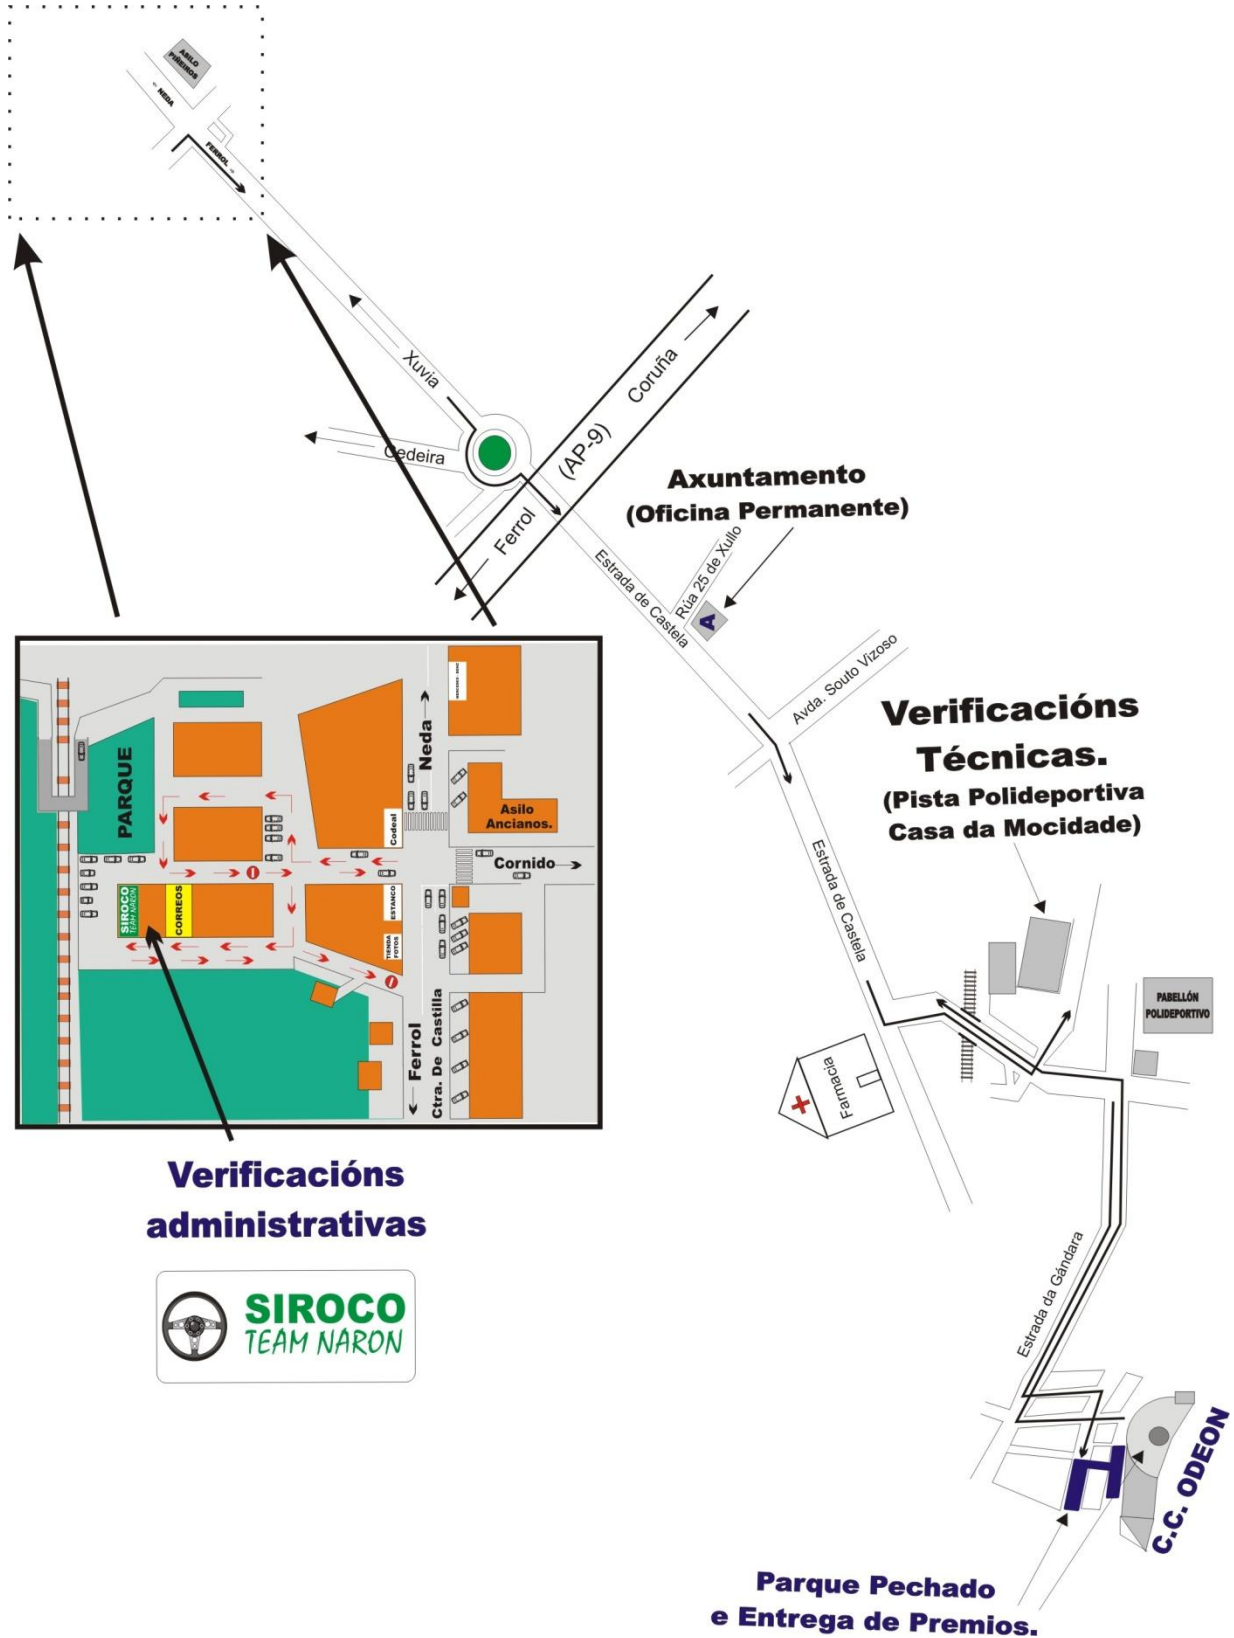 ASILO
PIÑEIROS
← NEDA
FERROL →
Xuvia
Cedeira
Coruña
(AP-9)
Ferrol
Axuntamento
(Oficina Permanente)
Rúa 25 de Xullo
A
Estrada de Castela
Avda. Souto Vizoso
Verificacións
Técnicas.
(Pista Polideportiva
Casa da Mocidade)
Estrada de Castela
PABELLÓN
POLIDEPORTIVO
Farmacia
PARQUE
Neda
Codeal
Asilo
Ancianos.
Cornido
SIROCO
TEAM NARON
CORREOS
ESTANCO
TIENDA
FOTOS
Ferrol
Ctra. De Castilla
Verificacións
administrativas
SIROCO
TEAM NARON
Estrada da Gándara
C.C. ODEON
Parque Pechado
e Entrega de Premios.